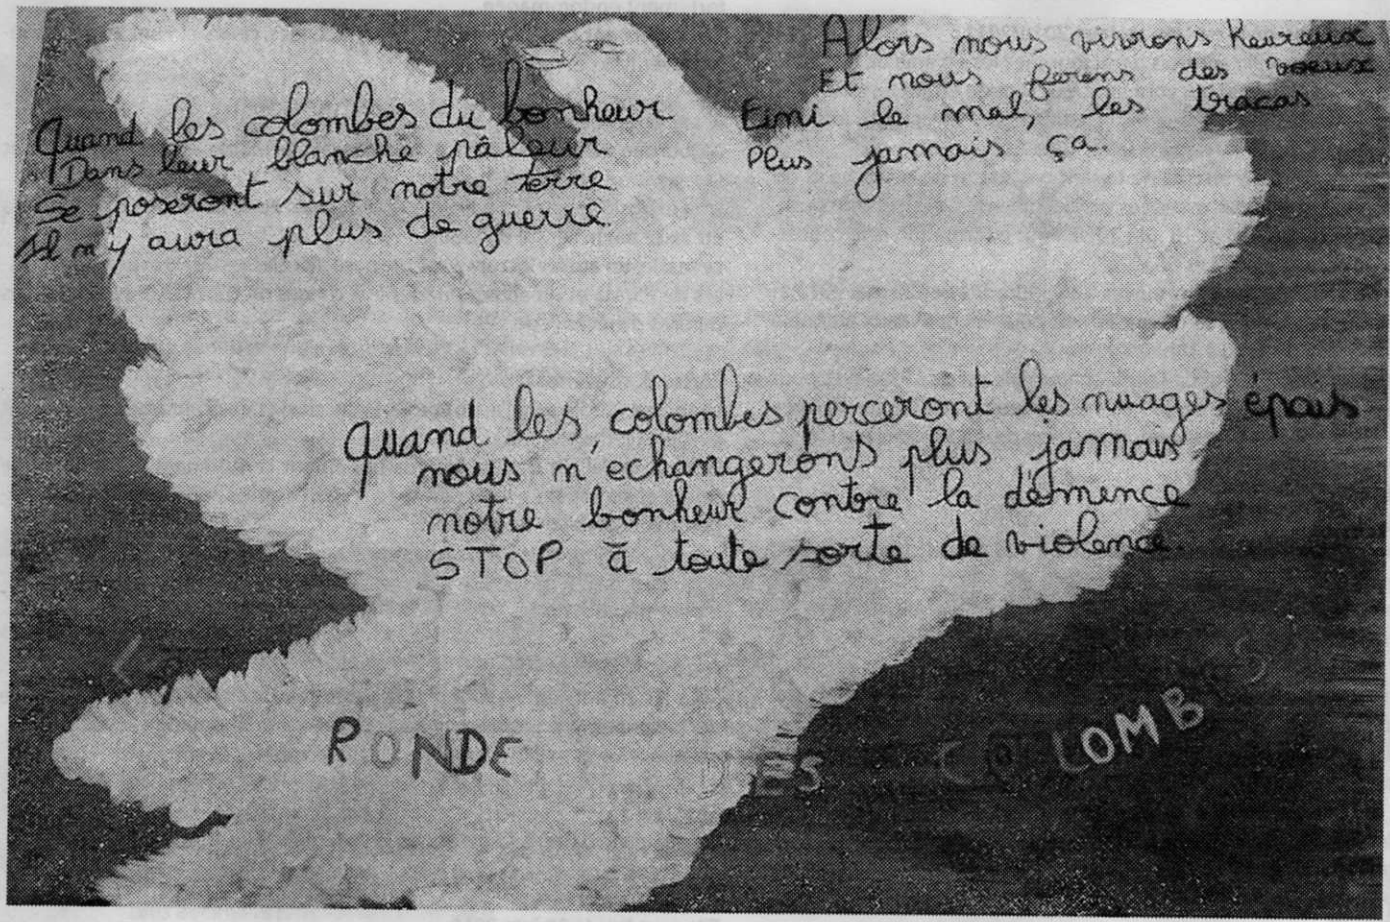 Quand les colombes du bonheur
Dans leur blanche pâleur
Se poseront sur notre terre
Il n'y aura plus de guerre.
Alors nous vivrons heureux
Et nous ferons des voeux
Fini le mal, les tracas
Plus jamais ça.
Quand les colombes perceront les nuages épais
nous n'echangerons plus jamais
notre bonheur contre la démence
STOP à toute sorte de violence.
RONDE DES COLOMBES